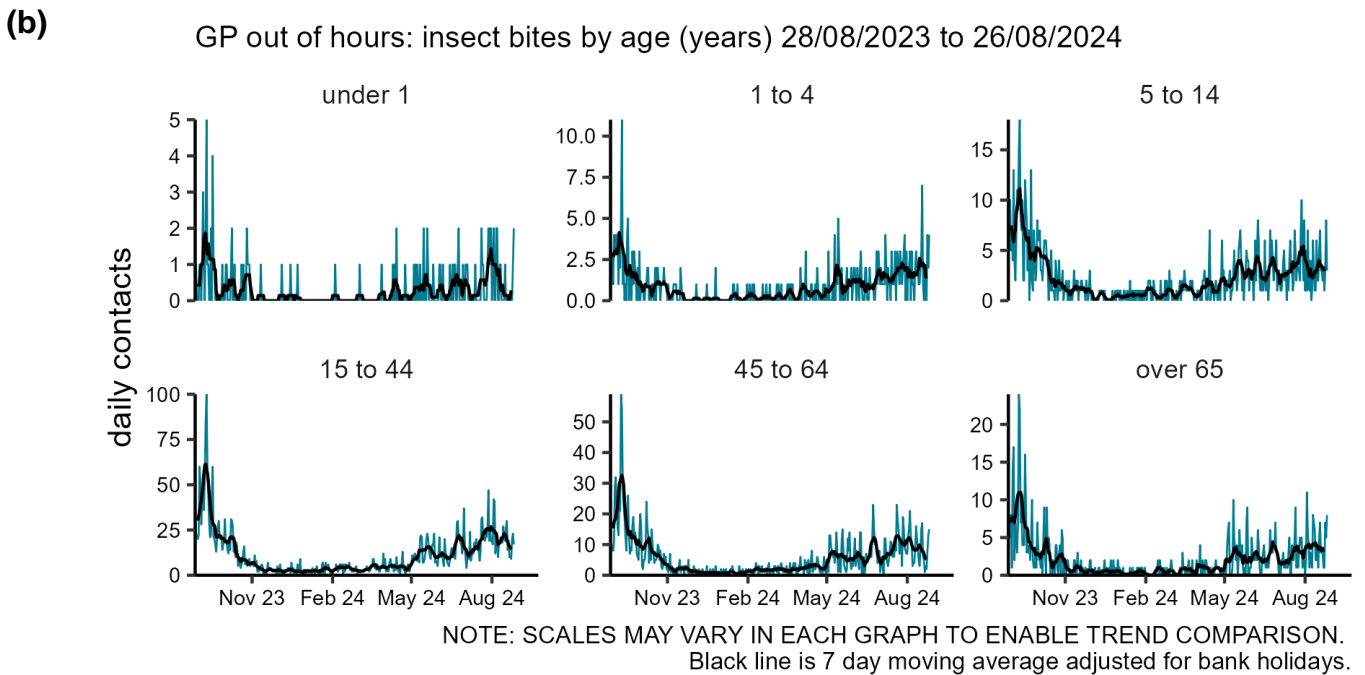 (b)
GP out of hours: insect bites by age (years) 28/08/2023 to 26/08/2024
daily contacts
under 1
5
4
3
2
1
0
1 to 4
10.0
7.5
5.0
2.5
0.0
5 to 14
15
10
5
0
15 to 44
100
75
50
25
0
Nov 23 Feb 24 May 24 Aug 24
45 to 64
50
40
30
20
10
0
Nov 23 Feb 24 May 24 Aug 24
over 65
20
15
10
5
0
Nov 23 Feb 24 May 24 Aug 24
NOTE: SCALES MAY VARY IN EACH GRAPH TO ENABLE TREND COMPARISON.
Black line is 7 day moving average adjusted for bank holidays.